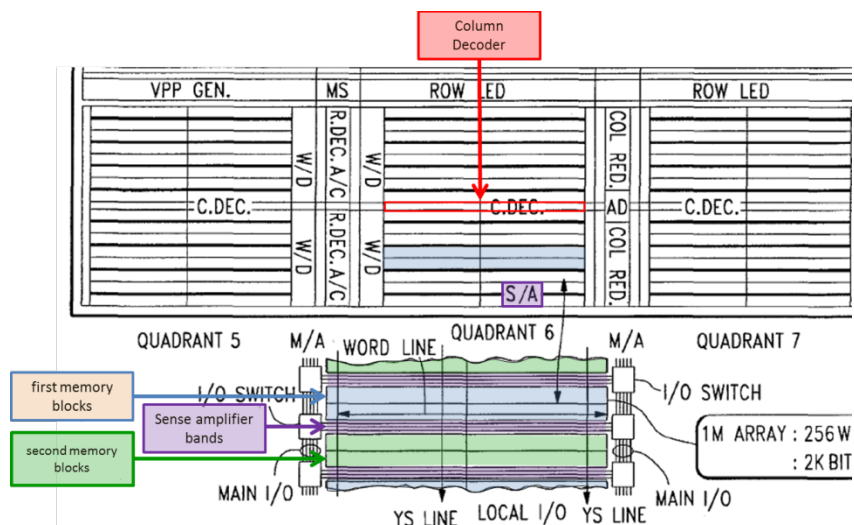 Column
Decoder
VPP GEN.
MS
ROW LED
ROW LED
W/D
R.DEC.A/C
W/D
COL RED.
C.DEC.
C.DEC.
AD
C.DEC.
W/D
R.DEC.A/C
W/D
COL RED.
S/A
QUADRANT 5
M/A
QUADRANT 6
M/A
QUADRANT 7
WORD LINE
first memory
blocks
I/O SWITCH
I/O SWITCH
Sense amplifier
bands
1M ARRAY : 256W
: 2K BIT
second memory
blocks
MAIN I/O
MAIN I/O
YS LINE
LOCAL I/O
YS LINE